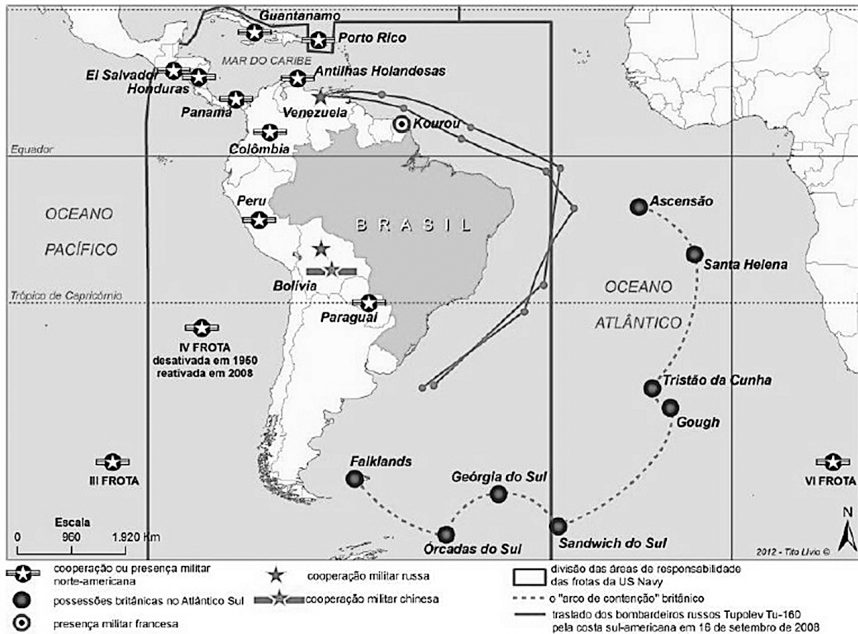 Guantanamo
Porto Rico
MAR DO CARIBE
El Salvador
Honduras
Antilhas Holandesas
Panamá
Venezuela
Kourou
Colômbia
Equador
Peru
Ascensão
OCEANO
PACÍFICO
BRASIL
Santa Helena
Bolívia
OCEANO
ATLÂNTICO
Trópico de Capricórnio
Paraguai
IV FROTA
desativada em 1950
reativada em 2008
Tristão da Cunha
Gough
III FROTA
Falklands
Geórgia do Sul
VI FROTA
Órcadas do Sul
Sandwich do Sul
Escala
0 960 1.920 Km
N
2012 - Tito Lívio ©
cooperação ou presença militar
norte-americana
possessões britânicas no Atlântico Sul
presença militar francesa
cooperação militar russa
cooperação militar chinesa
divisão das áreas de responsabilidade
das frotas da US Navy
o "arco de contenção" britânico
traslado dos bombardeiros russos Tupolev Tu-160
pela costa sul-americana em 16 de setembro de 2008